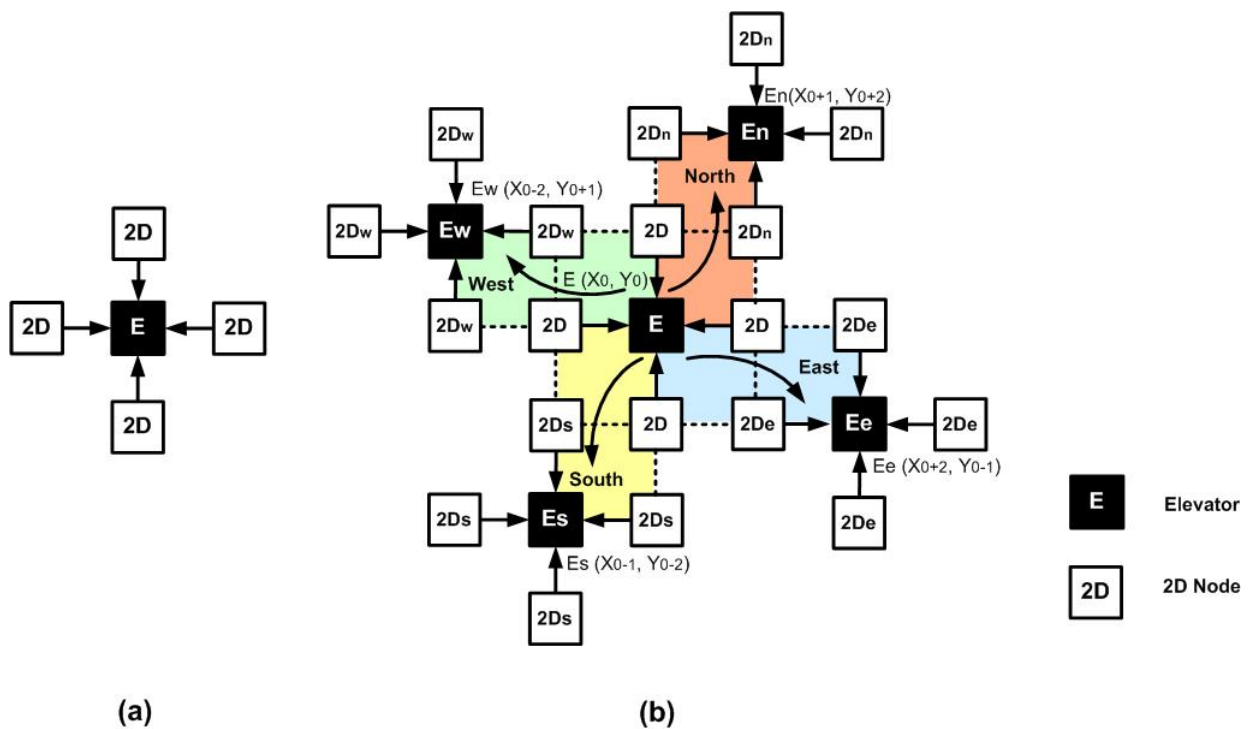 2Dn
En(X0+1, Y0+2)
2Dw
2Dn
En
2Dn
North
Ew (X0-2, Y0+1)
2D
2Dw
Ew
2Dw
2D
2Dn
West
E (X0, Y0)
2D
E
2D
2Dw
2D
E
2D
2De
East
2D
2Ds
2D
2De
Ee
2De
Ee (X0+2, Y0-1)
South
E
Elevator
2Ds
Es
2Ds
2De
Es (X0-1, Y0-2)
2D
2D Node
2Ds
(a)
(b)